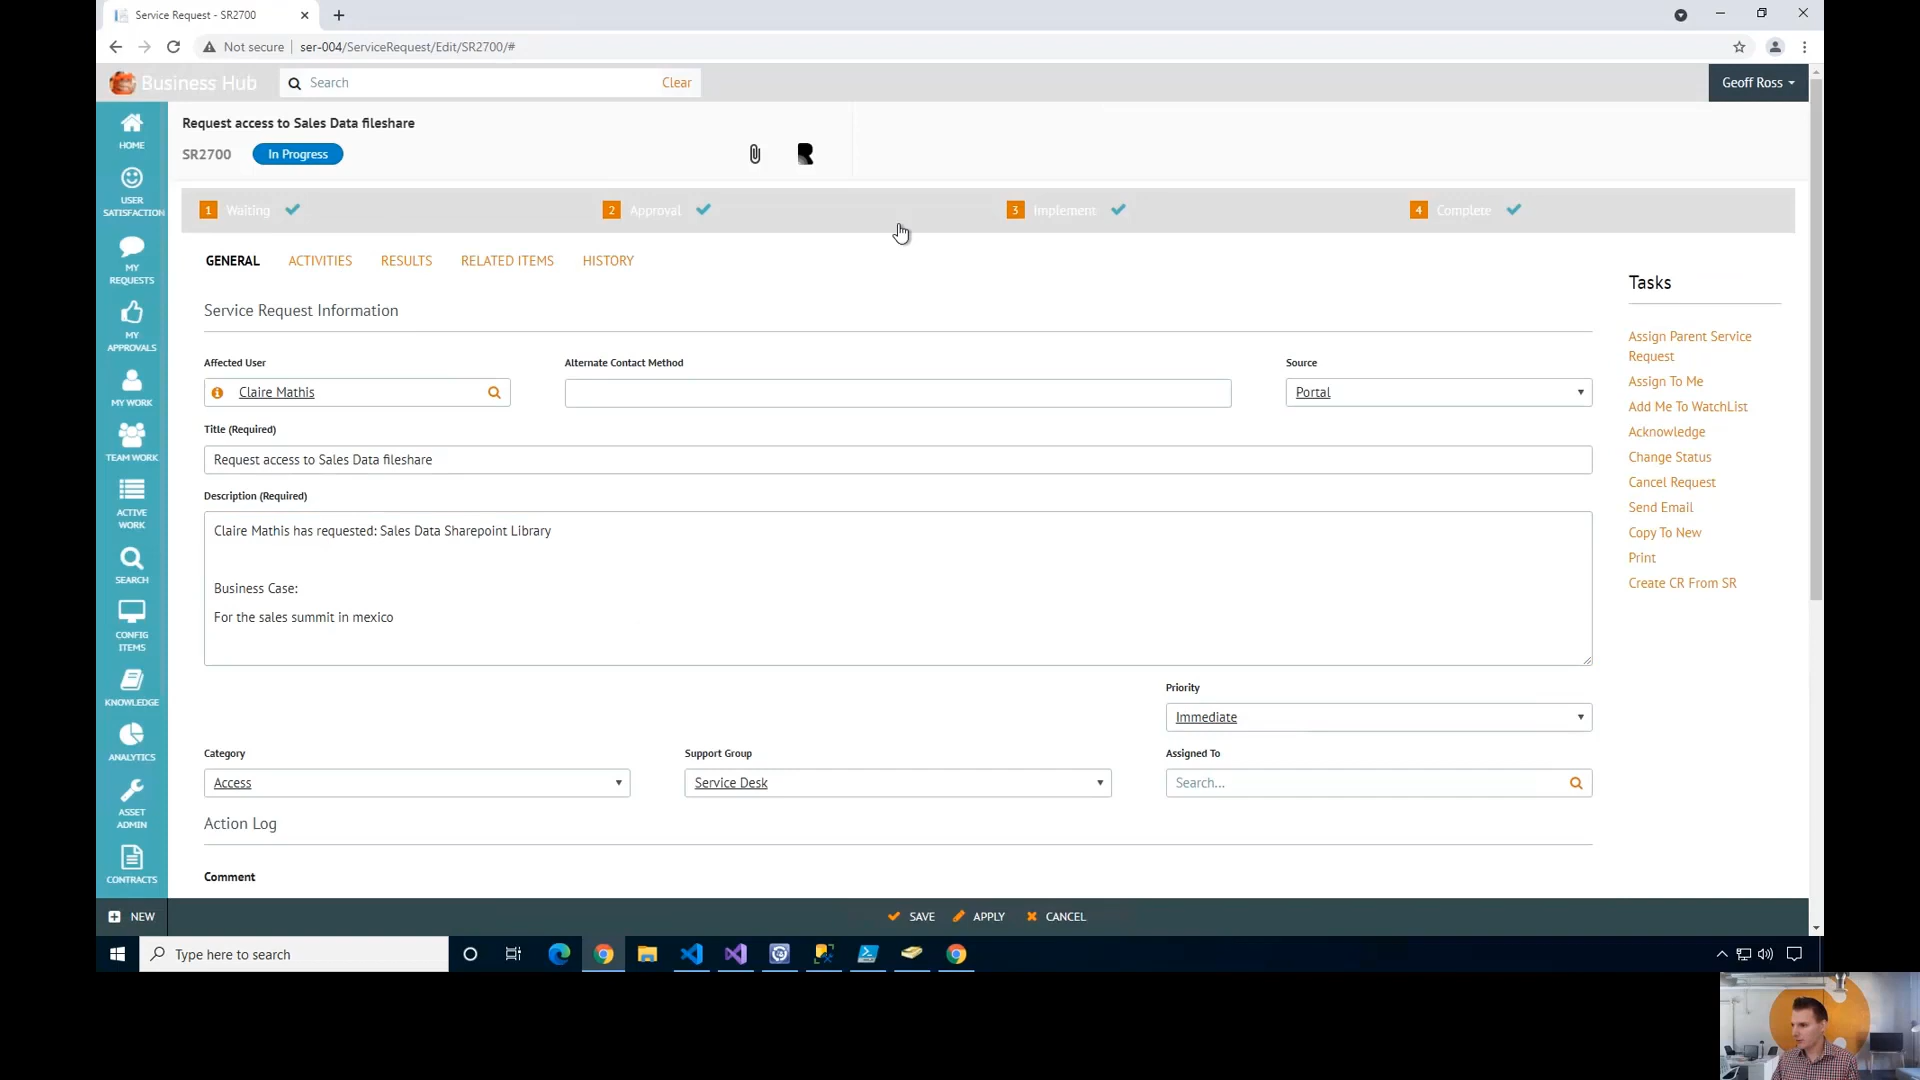 Service Request - SR2700
Not secure | ser-004/ServiceRequest/Edit/SR2700/#
Business Hub
Search
Clear
Geoff Ross
HOME
USER
SATISFACTION
MY
REQUESTS
MY
APPROVALS
MY WORK
TEAM WORK
ACTIVE
WORK
SEARCH
CONFIG
ITEMS
KNOWLEDGE
ANALYTICS
ASSET
ADMIN
CONTRACTS
NEW
Request access to Sales Data fileshare
SR2700 In Progress
1 Waiting 2 Approval 3 Implement 4 Complete
GENERAL ACTIVITIES RESULTS RELATED ITEMS HISTORY
Service Request Information
Affected User Alternate Contact Method Source
Claire Mathis Portal
Title (Required)
Request access to Sales Data fileshare
Description (Required)
Claire Mathis has requested: Sales Data Sharepoint Library
Business Case:
For the sales summit in mexico
Priority
Immediate
Category Support Group Assigned To
Access Service Desk Search...
Action Log
Comment
Tasks
Assign Parent Service
Request
Assign To Me
Add Me To WatchList
Acknowledge
Change Status
Cancel Request
Send Email
Copy To New
Print
Create CR From SR
SAVE APPLY CANCEL
Type here to search